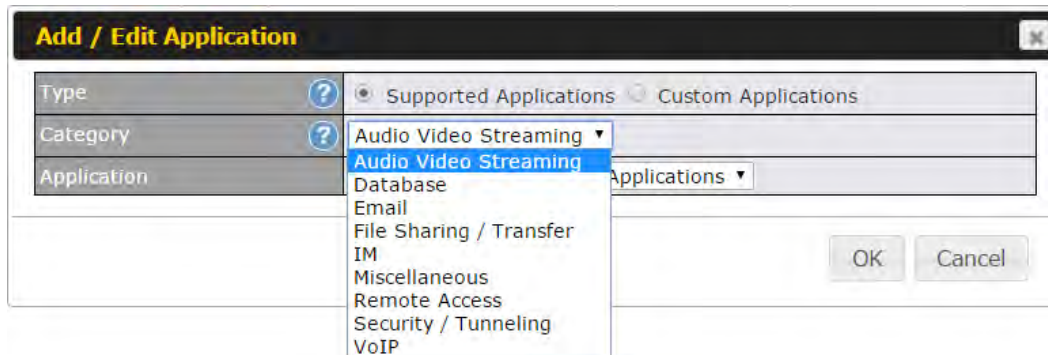 Add / Edit Application
Type ? Supported Applications Custom Applications
Category ? Audio Video Streaming
Application Applications
Audio Video Streaming
Database
Email
File Sharing / Transfer
IM
Miscellaneous
Remote Access
Security / Tunneling
VoIP
OK Cancel